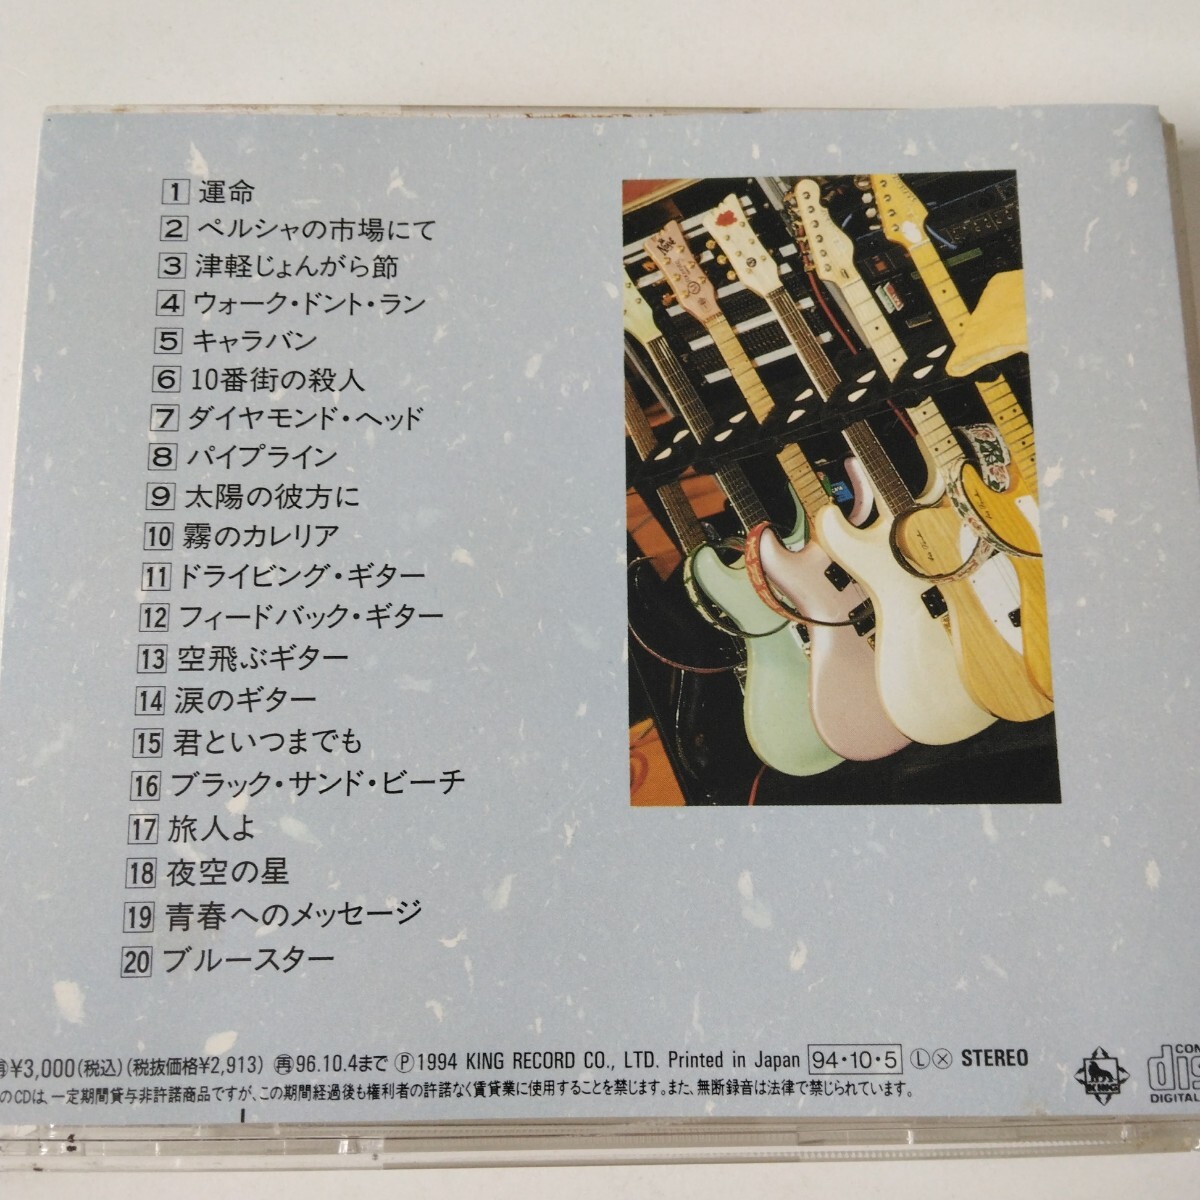 1 運命
2 ペルシャの市場にて
3 津軽じょんがら節
4 ウォーク・ドント・ラン
5 キャラバン
6 10番街の殺人
7 ダイヤモンド・ヘッド
8 パイプライン
9 太陽の彼方に
10 霧のカレリア
11 ドライビング・ギター
12 フィードバック・ギター
13 空飛ぶギター
14 涙のギター
15 君といつまでも
16 ブラック・サンド・ビーチ
17 旅人よ
18 夜空の星
19 青春へのメッセージ
20 ブルースター
¥3,000(税込)(税抜価格¥2,913) 再96.10.4まで Ⓟ1994 KING RECORD CO., LTD. Printed in Japan 94・10・5 Ⓛ ⓧ STEREO
のCDは、一定期間貸与非許諾商品ですが、この期間経過後も権利者の許諾なく賃貸業に使用することを禁じます。また、無断録音は法律で禁じられています。
KING
DIGITAL